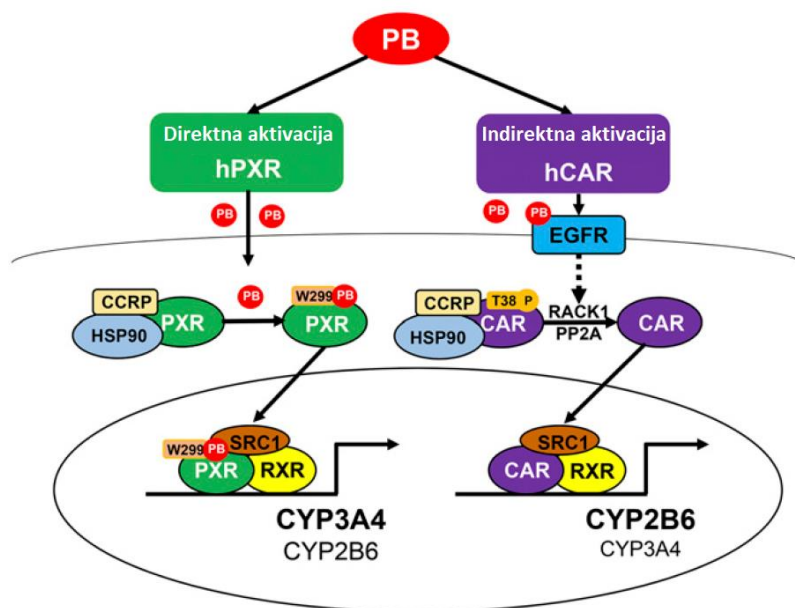 PB
Direktna aktivacija
hPXR
Indirektna aktivacija
hCAR
PB PB
PB PB
EGFR
CCRP
HSP90
PXR
PB
W299 PB
PXR
CCRP
HSP90
T38 P
CAR
RACK1
PP2A
CAR
SRC1
W299 PB
PXR
RXR
CYP3A4
CYP2B6
SRC1
CAR
RXR
CYP2B6
CYP3A4